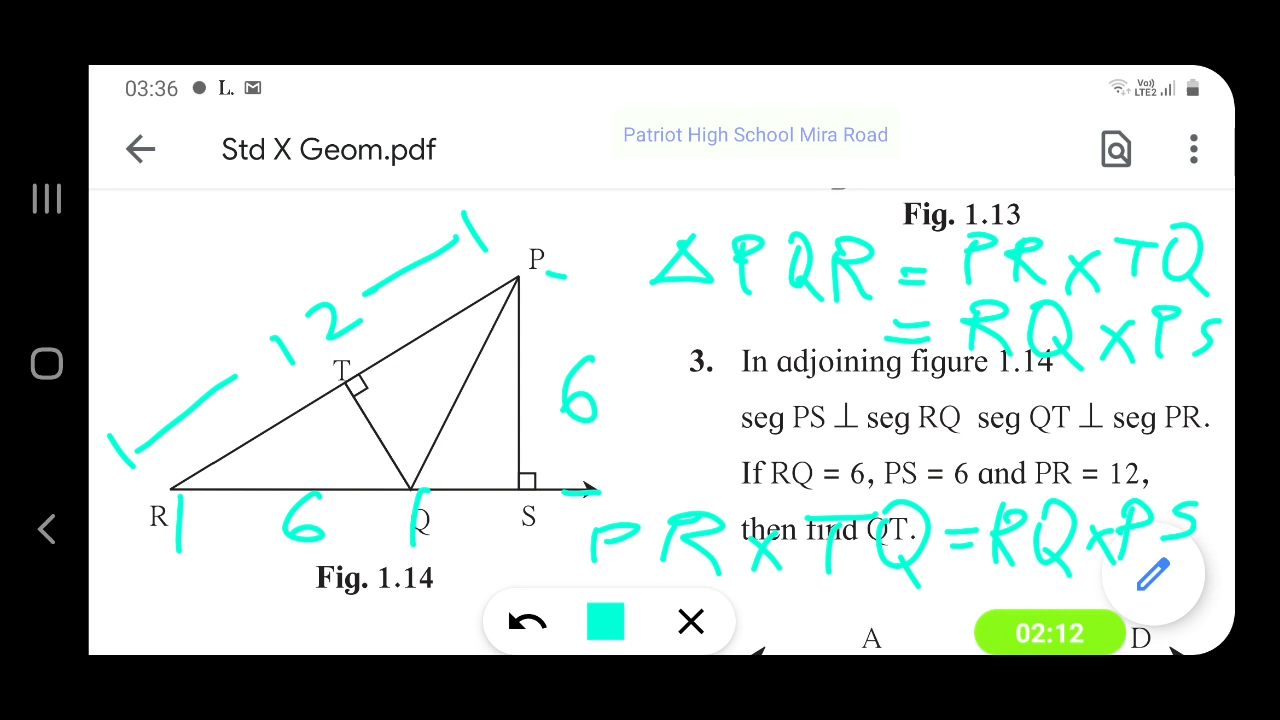 03:36 L.
Vo))
LTE2
Std X Geom.pdf
Patriot High School Mira Road
Fig. 1.13
△PQR = PR×TQ
= RQ×PS
P
12
T
6
R
6
Q
S
Fig. 1.14
3. In adjoining figure 1.14
seg PS ⊥ seg RQ seg QT ⊥ seg PR.
If RQ = 6, PS = 6 and PR = 12,
then find QT.
PR×TQ=RQ×PS
02:12
A
D